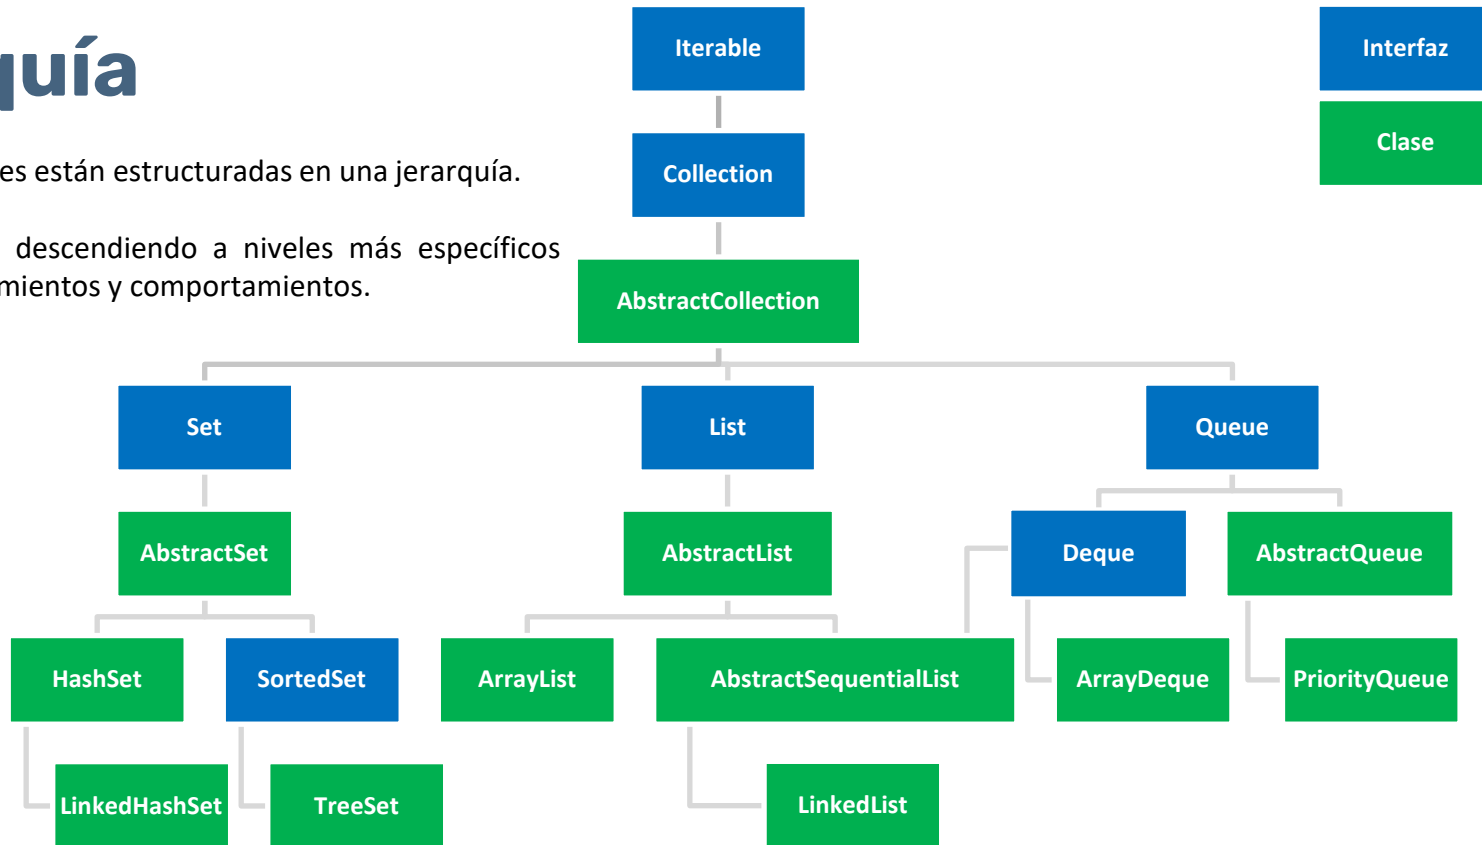 quía
es están estructuradas en una jerarquía.
descendiendo a niveles más específicos
mientos y comportamientos.
Iterable
Interfaz
Collection
Clase
AbstractCollection
Set
List
Queue
AbstractSet
AbstractList
Deque
AbstractQueue
HashSet
SortedSet
ArrayList
AbstractSequentialList
ArrayDeque
PriorityQueue
LinkedHashSet
TreeSet
LinkedList